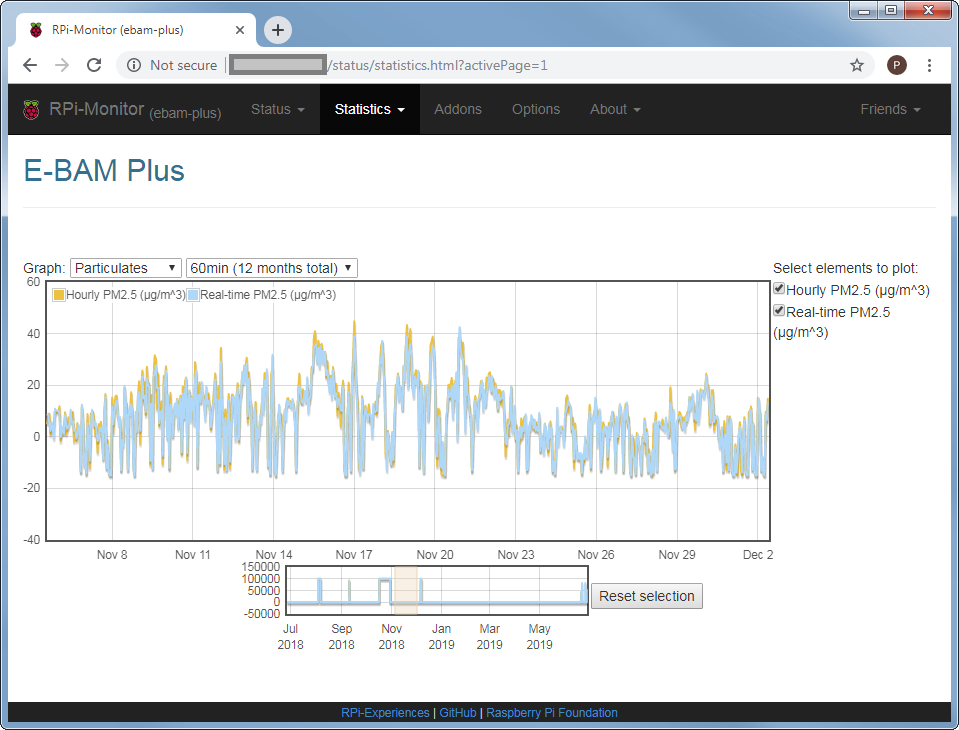 RPi-Monitor (ebam-plus)
Not secure /status/statistics.html?activePage=1 P
RPi-Monitor (ebam-plus) Status Statistics Addons Options About Friends
E-BAM Plus
Graph: Particulates 60min (12 months total)
Select elements to plot:
Hourly PM2.5 (µg/m^3)
Real-time PM2.5
(µg/m^3)
Hourly PM2.5 (µg/m^3) Real-time PM2.5 (µg/m^3)
60
40
20
0
-20
-40
Nov 8 Nov 11 Nov 14 Nov 17 Nov 20 Nov 23 Nov 26 Nov 29 Dec 2
150000
100000
50000
0
-50000
Jul Sep Nov Jan Mar May
2018 2018 2018 2019 2019 2019
Reset selection
RPi-Experiences | GitHub | Raspberry Pi Foundation